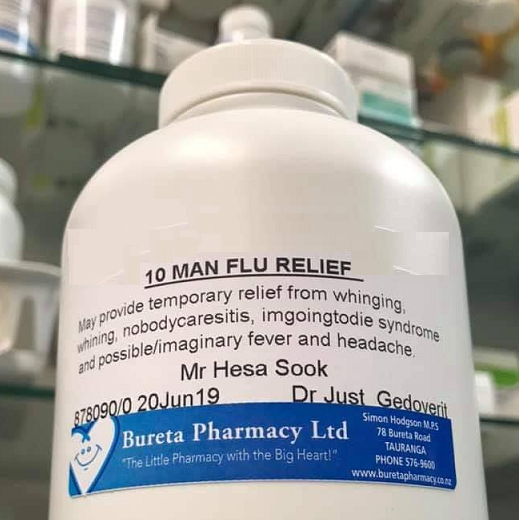 10 MAN FLU RELIEF
May provide temporary relief from whinging,
whining, nobodycaresitis, imgoingtodie syndrome
and possible/imaginary fever and headache.
Mr Hesa Sook
878090/0 20Jun19 Dr Just Gedoverit
Bureta Pharmacy Ltd
"The Little Pharmacy with the Big Heart!"
Simon Hodgson M.P.S
78 Bureta Road
TAURANGA
PHONE 576-9600
www.buretapharmacy.co.nz